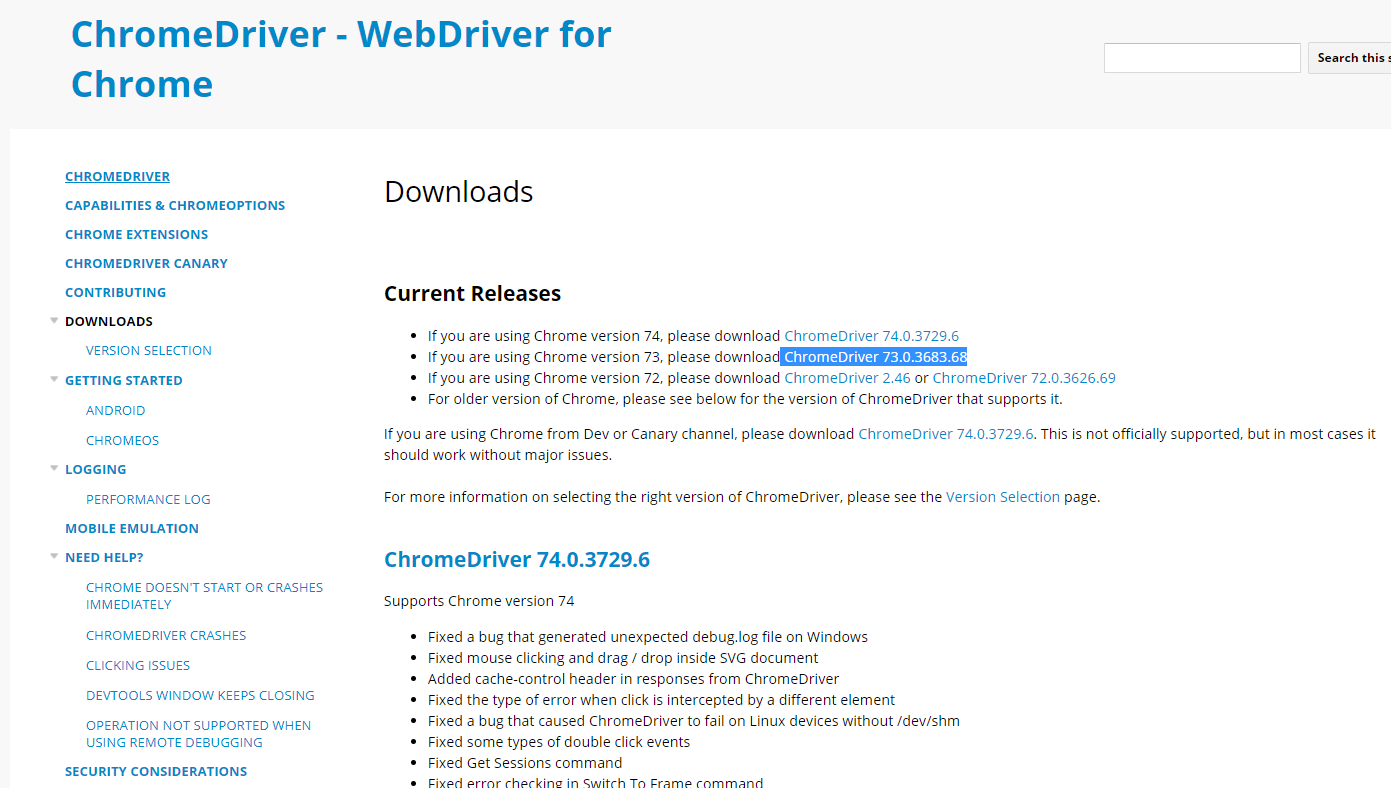 ChromeDriver - WebDriver for
Chrome
Search this s
CHROMEDRIVER
CAPABILITIES & CHROMEOPTIONS
CHROME EXTENSIONS
CHROMEDRIVER CANARY
CONTRIBUTING
DOWNLOADS
VERSION SELECTION
GETTING STARTED
ANDROID
CHROMEOS
LOGGING
PERFORMANCE LOG
MOBILE EMULATION
NEED HELP?
CHROME DOESN'T START OR CRASHES
IMMEDIATELY
CHROMEDRIVER CRASHES
CLICKING ISSUES
DEVTOOLS WINDOW KEEPS CLOSING
OPERATION NOT SUPPORTED WHEN
USING REMOTE DEBUGGING
SECURITY CONSIDERATIONS
Downloads
Current Releases
• If you are using Chrome version 74, please download ChromeDriver 74.0.3729.6
• If you are using Chrome version 73, please download ChromeDriver 73.0.3683.68
• If you are using Chrome version 72, please download ChromeDriver 2.46 or ChromeDriver 72.0.3626.69
• For older version of Chrome, please see below for the version of ChromeDriver that supports it.
If you are using Chrome from Dev or Canary channel, please download ChromeDriver 74.0.3729.6. This is not officially supported, but in most cases it
should work without major issues.
For more information on selecting the right version of ChromeDriver, please see the Version Selection page.
ChromeDriver 74.0.3729.6
Supports Chrome version 74
• Fixed a bug that generated unexpected debug.log file on Windows
• Fixed mouse clicking and drag / drop inside SVG document
• Added cache-control header in responses from ChromeDriver
• Fixed the type of error when click is intercepted by a different element
• Fixed a bug that caused ChromeDriver to fail on Linux devices without /dev/shm
• Fixed some types of double click events
• Fixed Get Sessions command
• Fixed error checking in Switch To Frame command